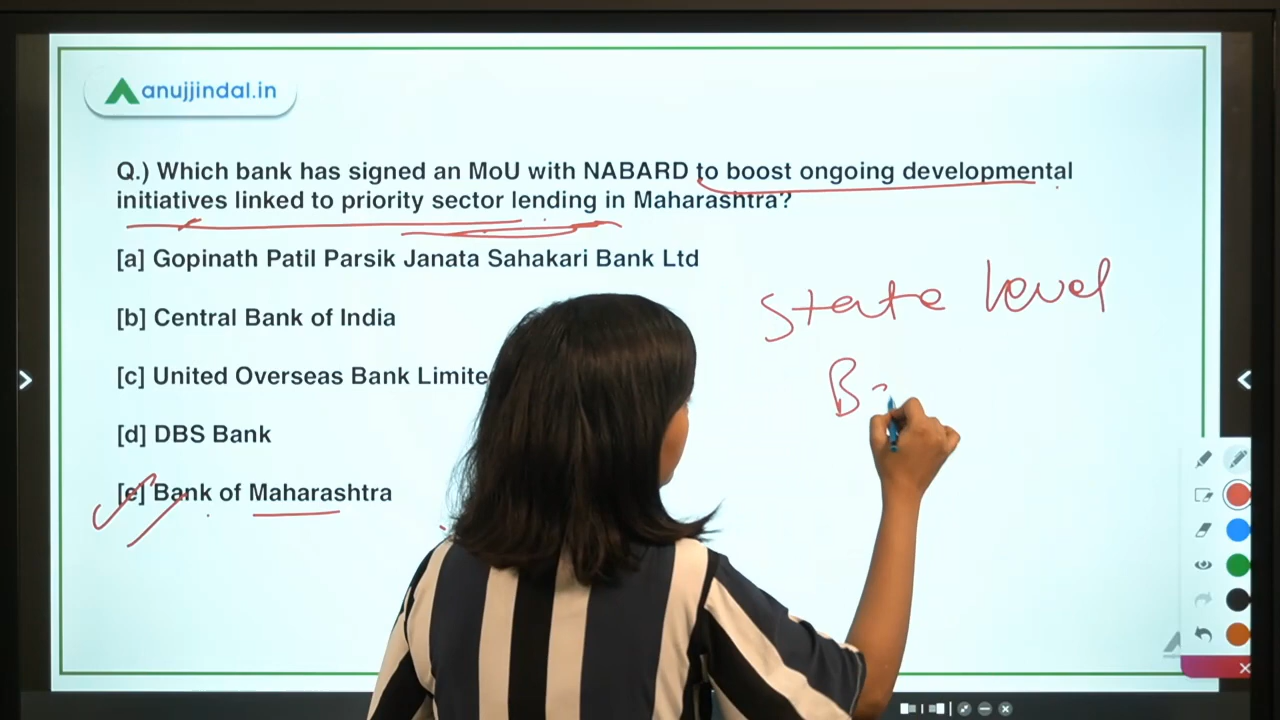 anujjindal.in
Q.) Which bank has signed an MoU with NABARD to boost ongoing developmental
initiatives linked to priority sector lending in Maharashtra?
[a] Gopinath Patil Parsik Janata Sahakari Bank Ltd
[b] Central Bank of India
[c] United Overseas Bank Limite
[d] DBS Bank
[e] Bank of Maharashtra
State level